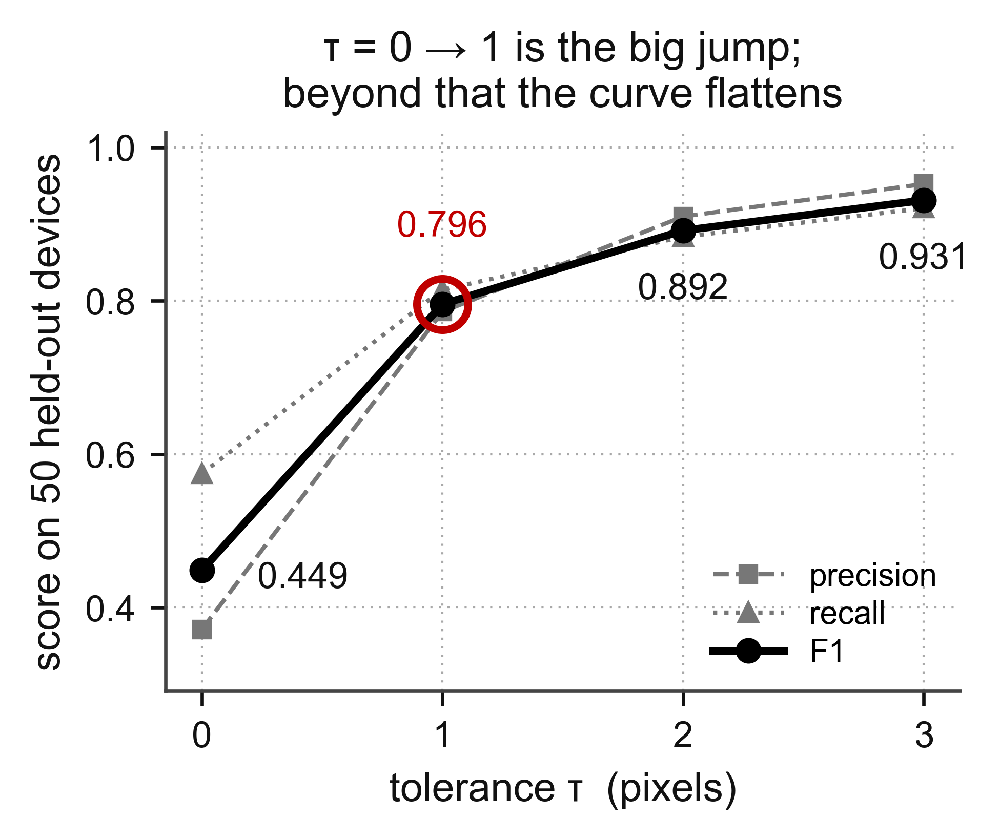 τ = 0 → 1 is the big jump;
beyond that the curve flattens
score on 50 held-out devices
1.0
0.8
0.6
0.4
0.796
0.892
0.931
0.449
precision
recall
F1
0
1
2
3
tolerance τ (pixels)